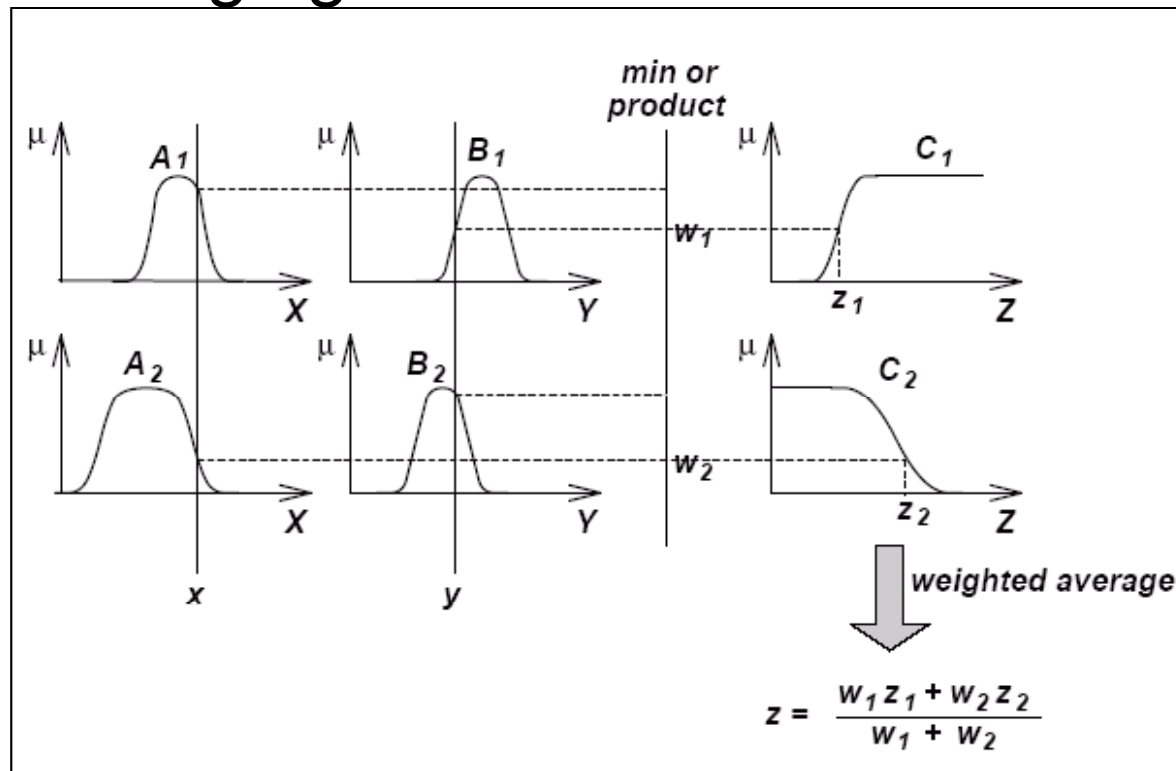 min or
product
μ A1 μ B1 μ C1
w1
X Y z1 Z
μ A2 μ B2 μ C2
w2
X Y z2 Z
x y weighted average
z = w1 z1 + w2 z2
w1 + w2